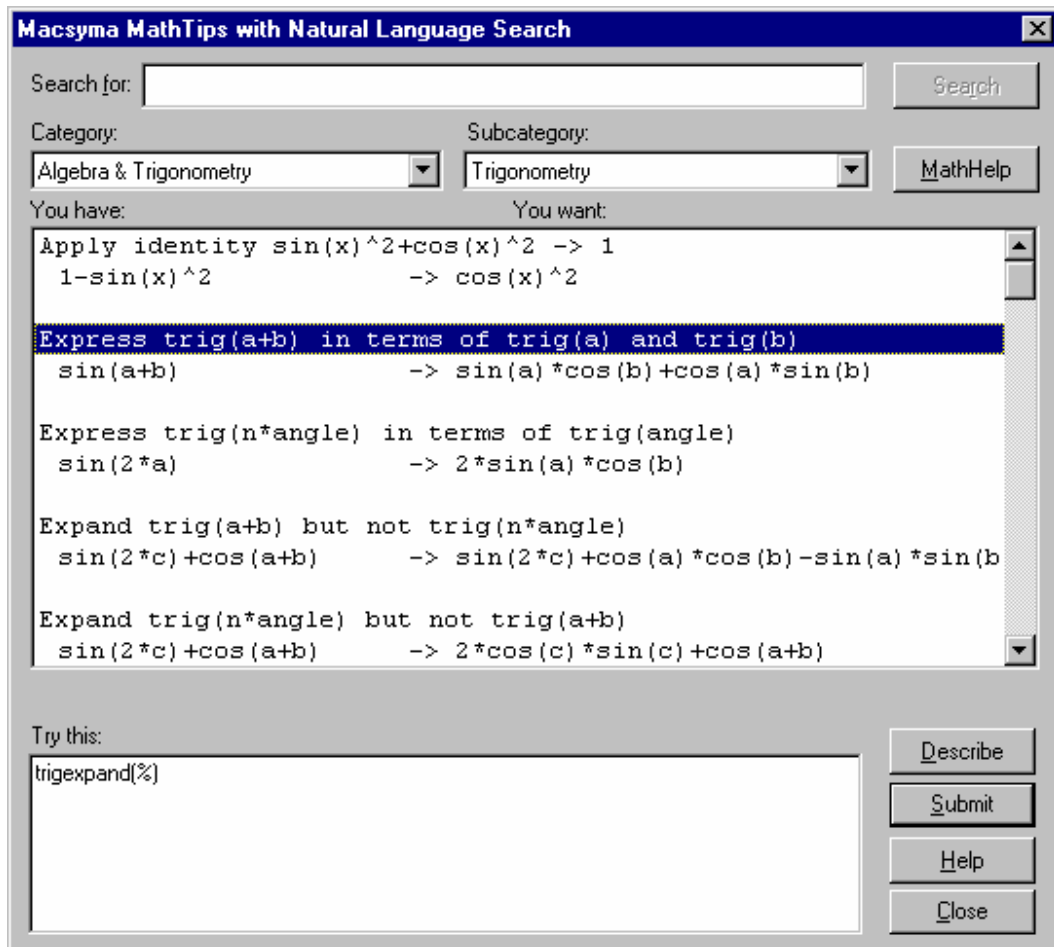 Macsyma MathTips with Natural Language Search
Search for:
Search
Category:
Subcategory:
Algebra & Trigonometry
Trigonometry
MathHelp
You have:
You want:
Apply identity sin(x)^2+cos(x)^2 -> 1
1-sin(x)^2 -> cos(x)^2
Express trig(a+b) in terms of trig(a) and trig(b)
sin(a+b) -> sin(a)*cos(b)+cos(a)*sin(b)
Express trig(n*angle) in terms of trig(angle)
sin(2*a) -> 2*sin(a)*cos(b)
Expand trig(a+b) but not trig(n*angle)
sin(2*c)+cos(a+b) -> sin(2*c)+cos(a)*cos(b)-sin(a)*sin(b
Expand trig(n*angle) but not trig(a+b)
sin(2*c)+cos(a+b) -> 2*cos(c)*sin(c)+cos(a+b)
Try this:
trigexpand(%)
Describe
Submit
Help
Close